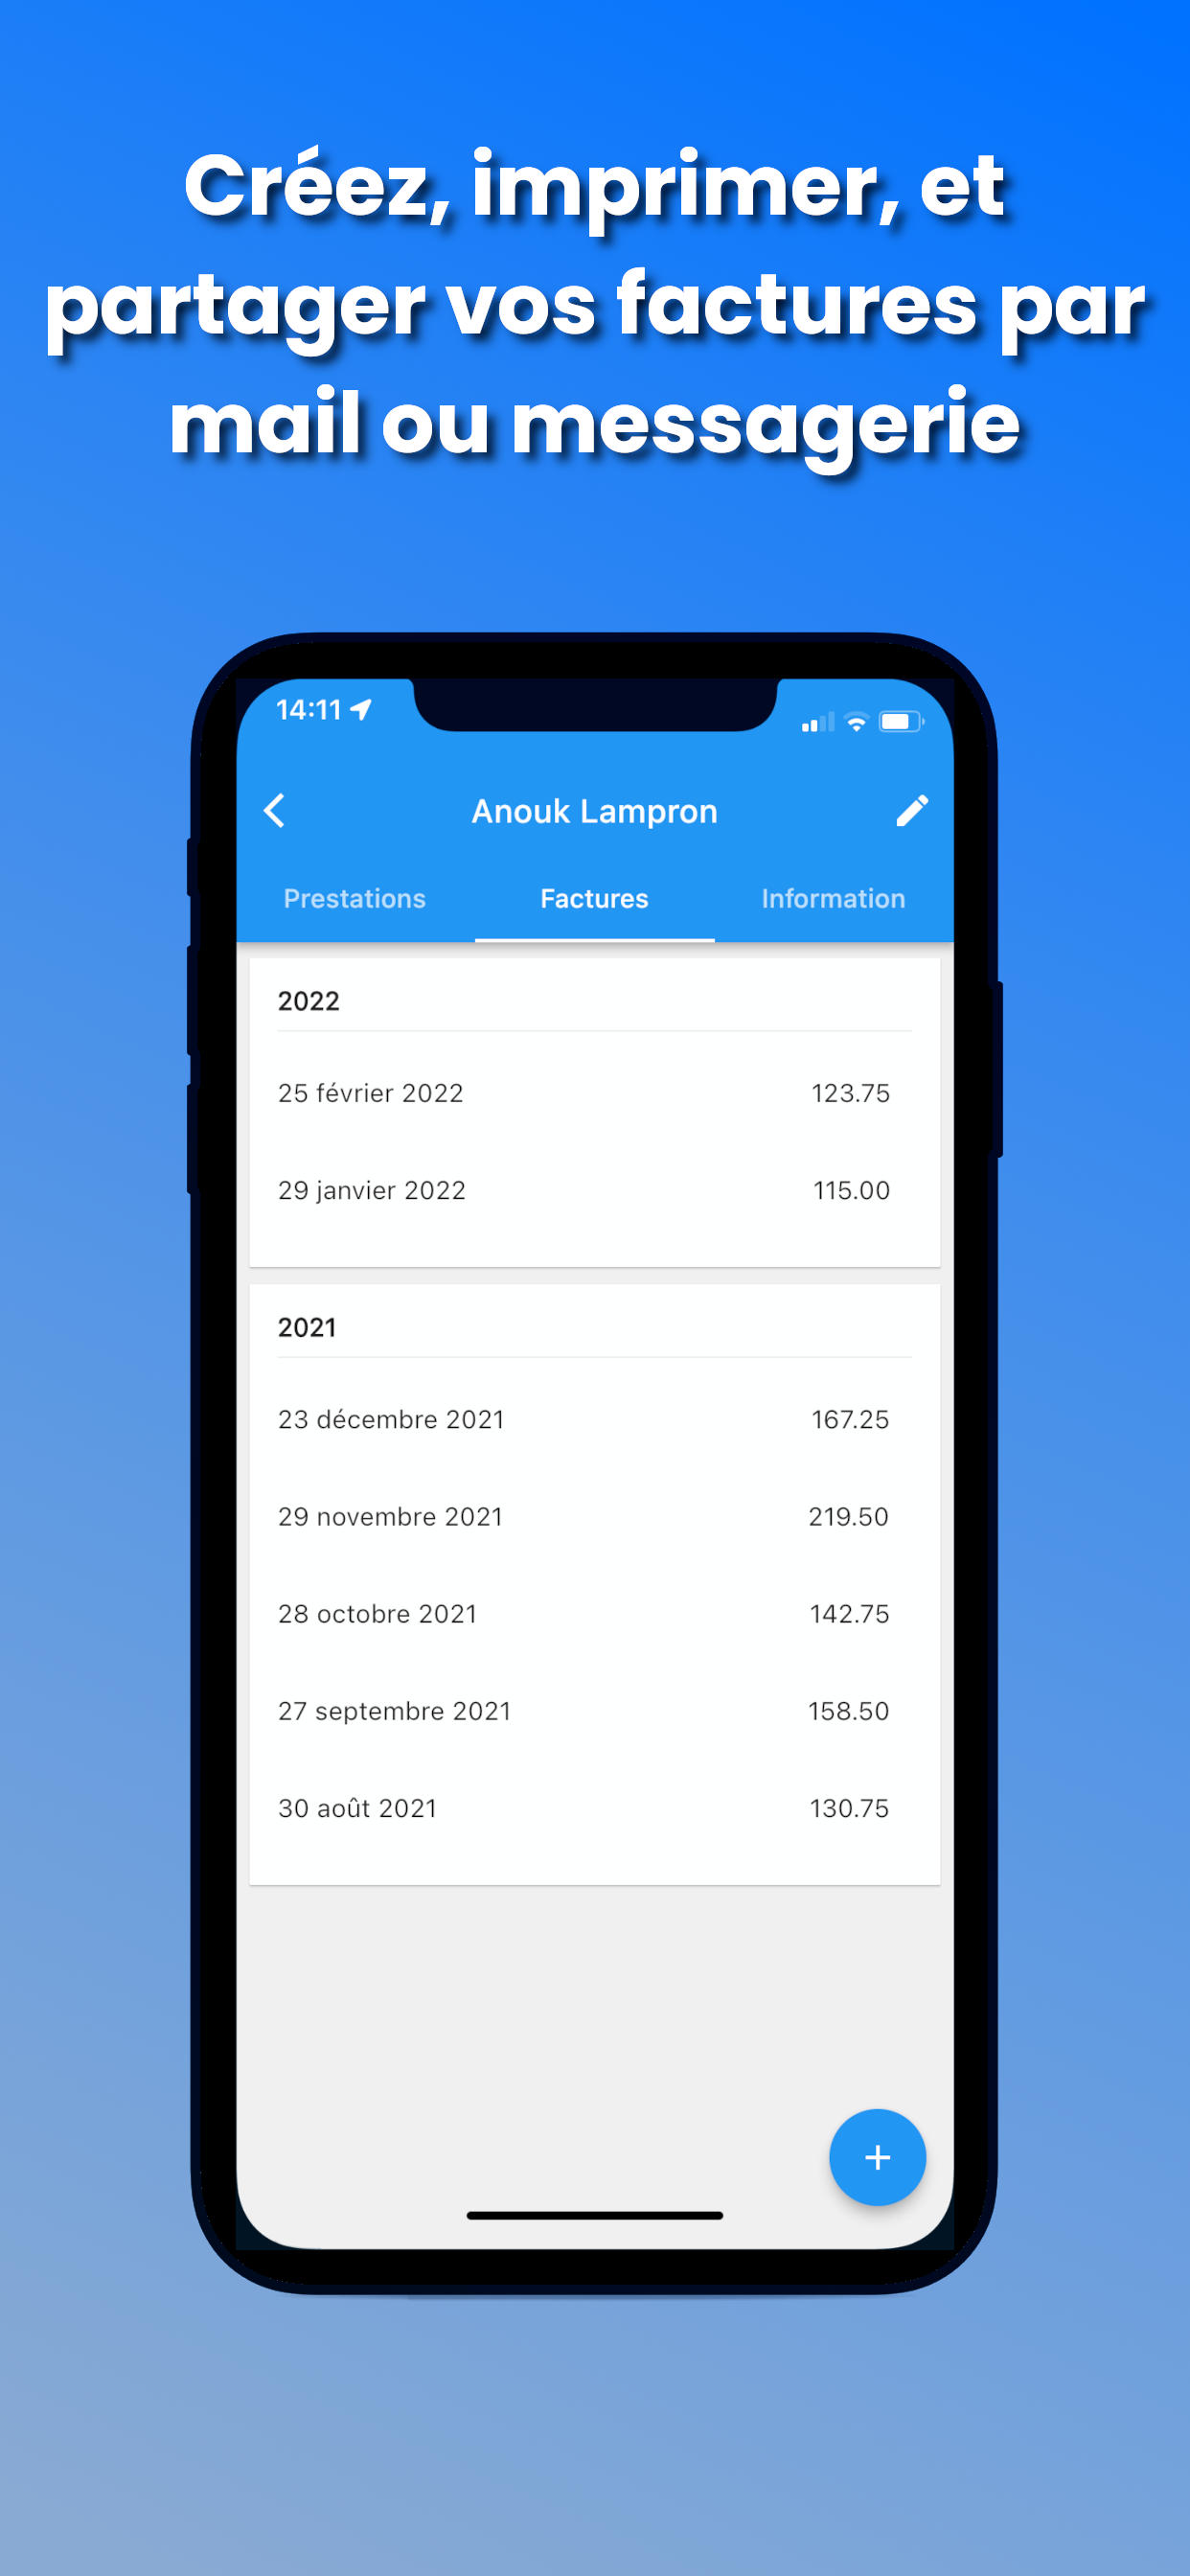 Créez, imprimer, et
partager vos factures par
mail ou messagerie
14:11
Anouk Lampron
Prestations Factures Information
2022
25 février 2022 123.75
29 janvier 2022 115.00
2021
23 décembre 2021 167.25
29 novembre 2021 219.50
28 octobre 2021 142.75
27 septembre 2021 158.50
30 août 2021 130.75
+